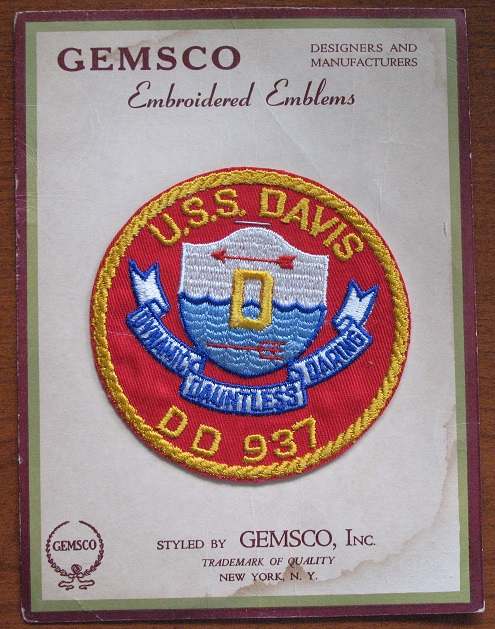 GEMSCO
DESIGNERS AND
MANUFACTURERS
Embroidered Emblems
U.S.S. DAVIS
D
DYNAMIC
DAUNTLESS
DARING
DD 937
GEMSCO
STYLED BY GEMSCO, INC.
TRADEMARK OF QUALITY
NEW YORK, N. Y.